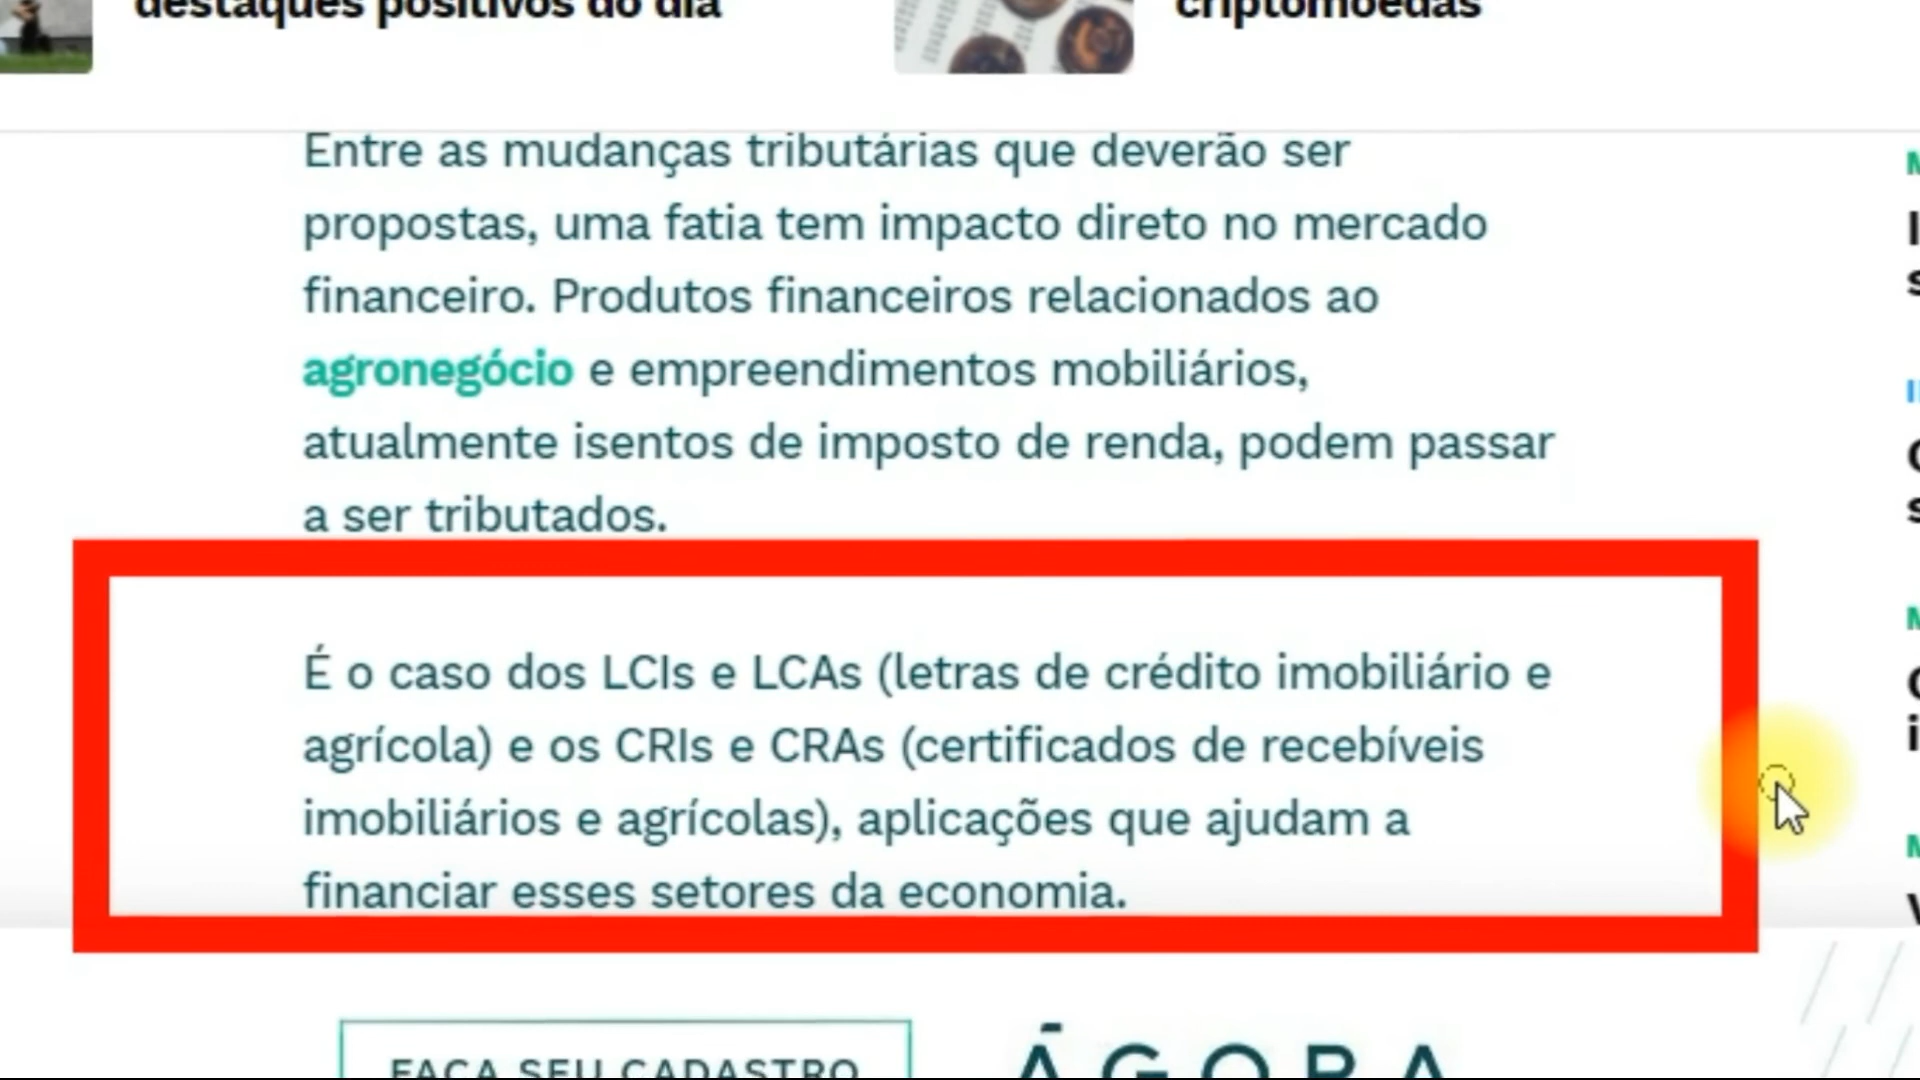 destaques positivos do dia
criptomoedas
Entre as mudanças tributárias que deverão ser
propostas, uma fatia tem impacto direto no mercado
financeiro. Produtos financeiros relacionados ao
agronegócio e empreendimentos mobiliários,
atualmente isentos de imposto de renda, podem passar
a ser tributados.
É o caso dos LCIs e LCAs (letras de crédito imobiliário e
agrícola) e os CRIs e CRAs (certificados de recebíveis
imobiliários e agrícolas), aplicações que ajudam a
financiar esses setores da economia.
FAÇA SEU CADASTRO
ÁGORA